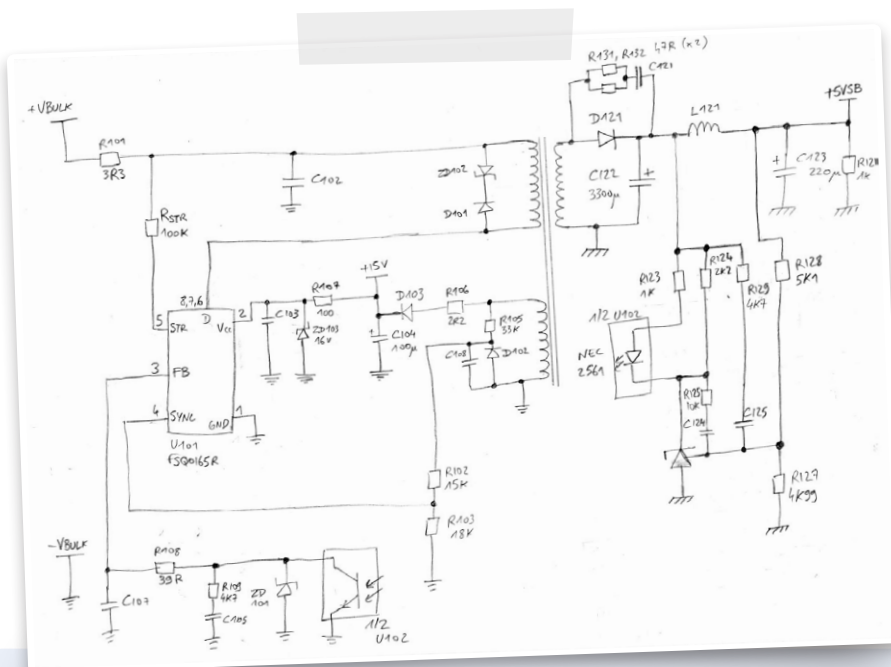 R131, R132 47R (x2)
C121
+5VSB
+VBULK
D121
L121
R101
3R3
C102
ZD102
D101
C122
3300µ
C123
220µ
R121
1K
RSTR
100K
+15V
R123
1K
R124
2K2
R129
4K7
R128
5K1
8,7,6
D
5
STR
2
Vcc
C103
R107
100
ZD103
16V
D103
C104
100µ
R106
2R2
R105
33K
C108
D102
1/2 U102
NEC
2561
3
FB
4
SYNC
GND
1
U101
FSQ0165R
R125
10K
C124
C125
R102
15K
R103
18K
R127
4K99
-VBULK
R108
39R
C107
R109
4K7
C105
ZD
101
1/2
U102